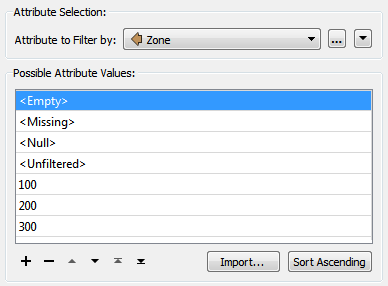 Attribute Selection:
Attribute to Filter by: Zone ...
Possible Attribute Values:
<Empty>
<Missing>
<Null>
<Unfiltered>
100
200
300
Import... Sort Ascending